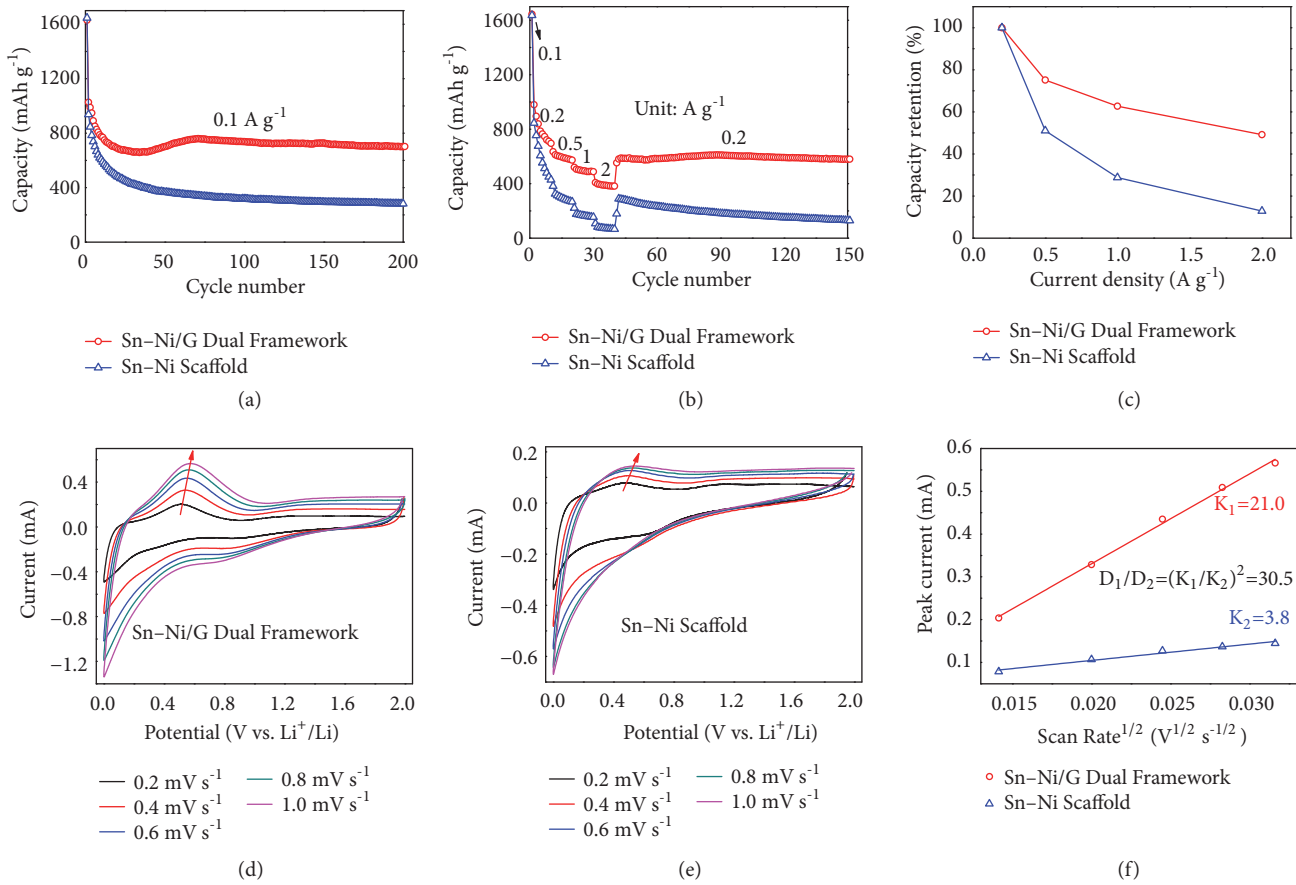 1600
1200
800
400
0
Capacity (mAh g-1)
0.1 A g-1
0 50 100 150 200
Cycle number
Sn–Ni/G Dual Framework
Sn–Ni Scaffold
(a)
1600
1200
800
400
0
Capacity (mAh g-1)
0.1
Unit: A g-1
0.2
0.5
1
2
0.2
0 30 60 90 120 150
Cycle number
Sn–Ni/G Dual Framework
Sn–Ni Scaffold
(b)
100
80
60
40
20
0
Capacity retention (%)
0.0 0.5 1.0 1.5 2.0
Current density (A g-1)
Sn–Ni/G Dual Framework
Sn–Ni Scaffold
(c)
0.4
0.0
−0.4
−0.8
−1.2
Current (mA)
Sn–Ni/G Dual Framework
0.0 0.4 0.8 1.2 1.6 2.0
Potential (V vs. Li+/Li)
0.2 mV s-1
0.4 mV s-1
0.6 mV s-1
0.8 mV s-1
1.0 mV s-1
(d)
0.2
0.0
−0.2
−0.4
−0.6
Current (mA)
Sn–Ni Scaffold
0.0 0.4 0.8 1.2 1.6 2.0
Potential (V vs. Li+/Li)
0.2 mV s-1
0.4 mV s-1
0.6 mV s-1
0.8 mV s-1
1.0 mV s-1
(e)
0.6
0.5
0.3
0.2
0.1
Peak current (mA)
K1=21.0
D1/D2=(K1/K2)2=30.5
K2=3.8
0.015 0.020 0.025 0.030
Scan Rate1/2 (V1/2 s-1/2)
Sn–Ni/G Dual Framework
Sn–Ni Scaffold
(f)